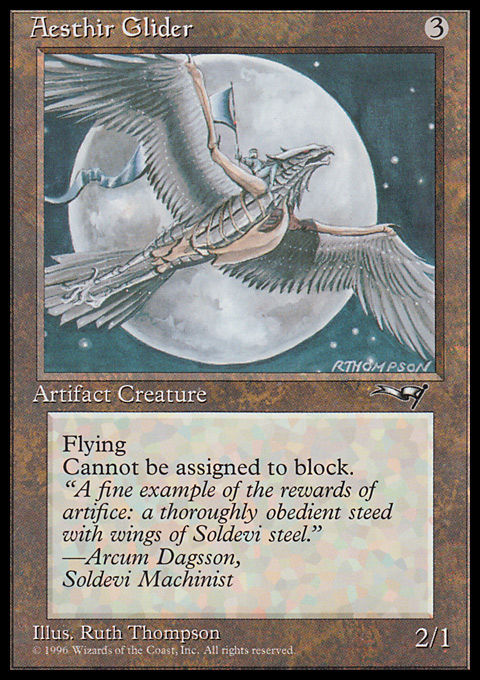 Aesthir Glider 3
RTHOMPSON
Artifact Creature
Flying
Cannot be assigned to block.
“A fine example of the rewards of
artifice: a thoroughly obedient steed
with wings of Soldevi steel.”
—Arcum Dagsson,
Soldevi Machinist
Illus. Ruth Thompson
2/1
© 1996 Wizards of the Coast, Inc. All rights reserved.